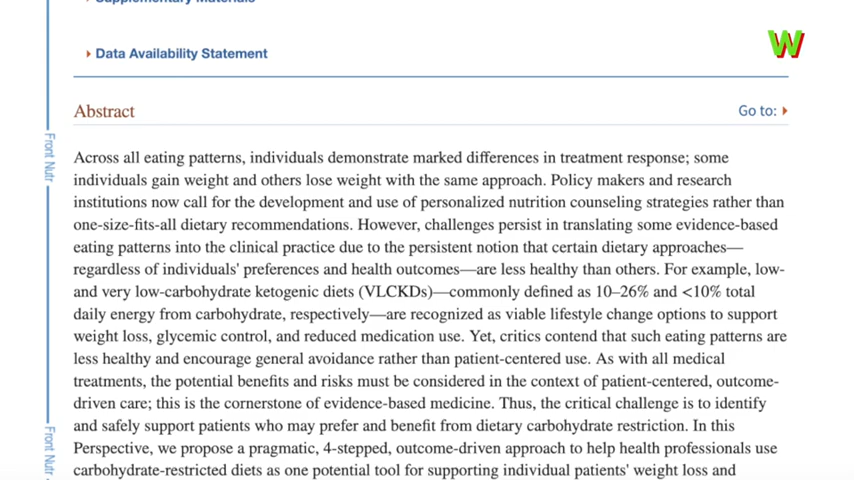 Supplementary Materials
Data Availability Statement
W
Abstract
Go to:
Front Nutr
Across all eating patterns, individuals demonstrate marked differences in treatment response; some
individuals gain weight and others lose weight with the same approach. Policy makers and research
institutions now call for the development and use of personalized nutrition counseling strategies rather than
one-size-fits-all dietary recommendations. However, challenges persist in translating some evidence-based
eating patterns into the clinical practice due to the persistent notion that certain dietary approaches—
regardless of individuals' preferences and health outcomes—are less healthy than others. For example, low-
and very low-carbohydrate ketogenic diets (VLCKDs)—commonly defined as 10–26% and <10% total
daily energy from carbohydrate, respectively—are recognized as viable lifestyle change options to support
weight loss, glycemic control, and reduced medication use. Yet, critics contend that such eating patterns are
less healthy and encourage general avoidance rather than patient-centered use. As with all medical
treatments, the potential benefits and risks must be considered in the context of patient-centered, outcome-
driven care; this is the cornerstone of evidence-based medicine. Thus, the critical challenge is to identify
and safely support patients who may prefer and benefit from dietary carbohydrate restriction. In this
Perspective, we propose a pragmatic, 4-stepped, outcome-driven approach to help health professionals use
carbohydrate-restricted diets as one potential tool for supporting individual patients' weight loss and
Front Nutr